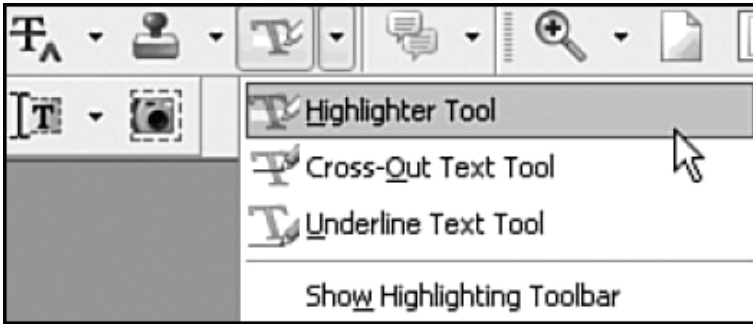 Highlighter Tool
Cross-Out Text Tool
Underline Text Tool
Show Highlighting Toolbar